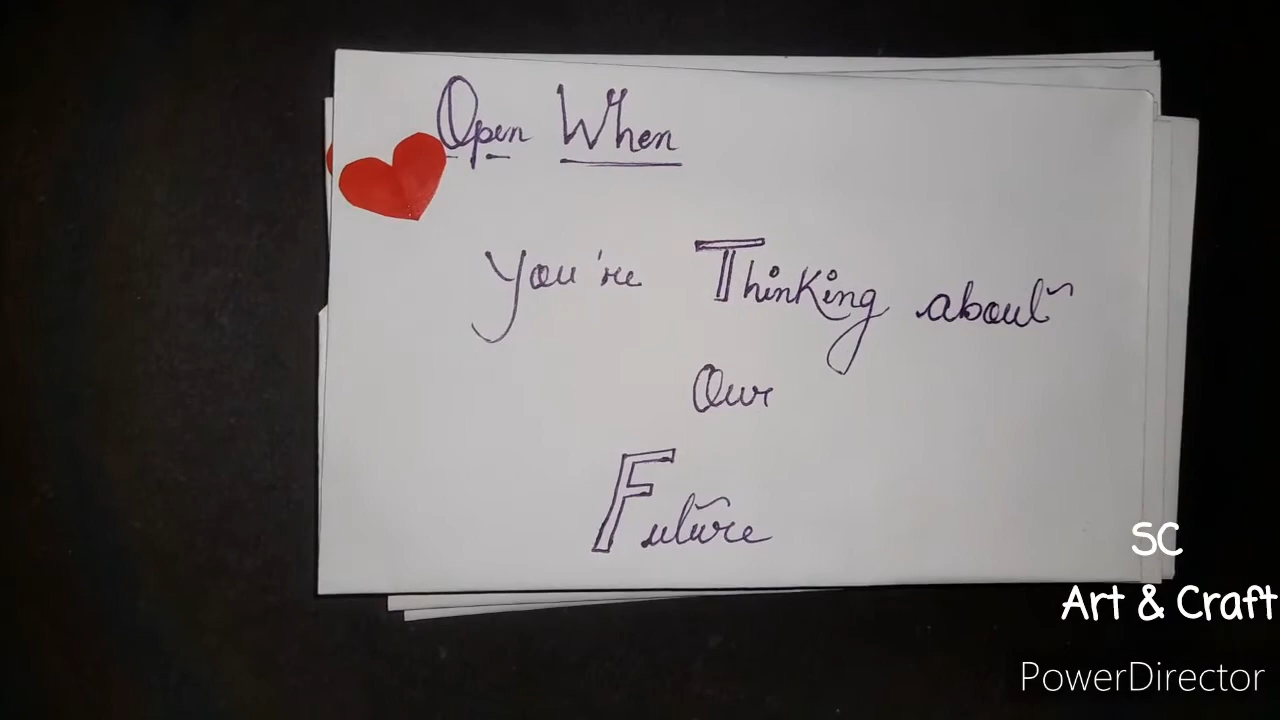 Open When
You're Thinking about
Our
Future
SC
Art & Craft
PowerDirector